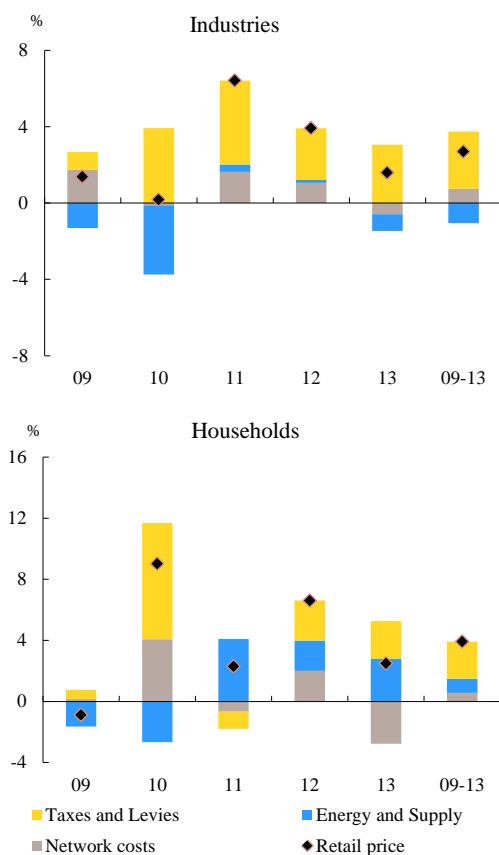 Industries
%
8
4
0
-4
-8
09 10 11 12 13 09-13
Households
%
16
12
8
4
0
-4
09 10 11 12 13 09-13
Taxes and Levies Energy and Supply
Network costs Retail price